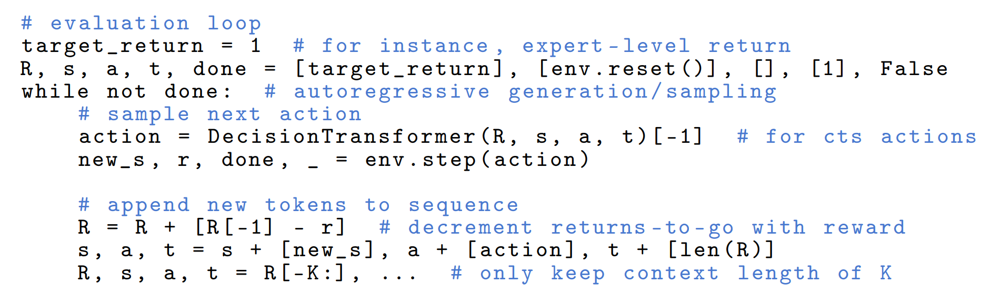 # evaluation loop
target_return = 1  # for instance, expert-level return
R, s, a, t, done = [target_return], [env.reset()], [], [1], False
while not done:  # autoregressive generation/sampling
    # sample next action
    action = DecisionTransformer(R, s, a, t)[-1]  # for cts actions
    new_s, r, done, _ = env.step(action)

    # append new tokens to sequence
    R = R + [R[-1] - r]  # decrement returns-to-go with reward
    s, a, t = s + [new_s], a + [action], t + [len(R)]
    R, s, a, t = R[-K:], ...  # only keep context length of K